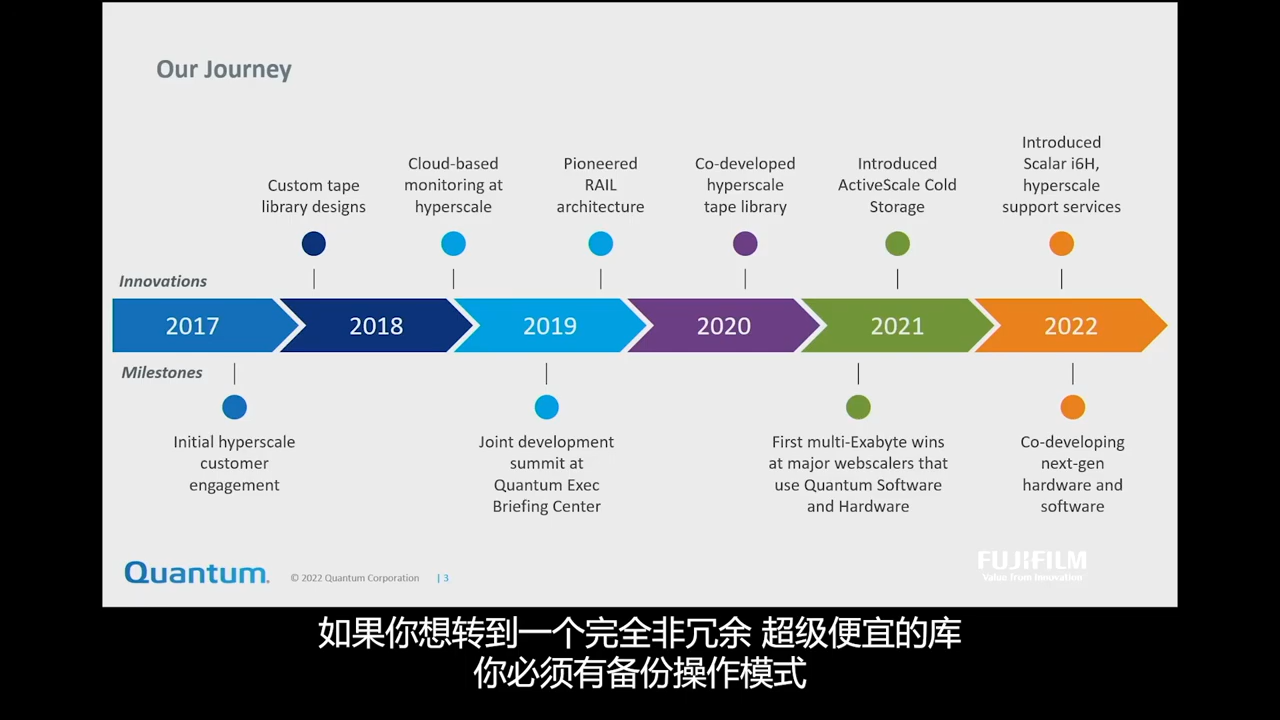 Our Journey
Custom tape
library designs
Cloud-based
monitoring at
hyperscale
Pioneered
RAIL
architecture
Co-developed
hyperscale
tape library
Introduced
ActiveScale Cold
Storage
Introduced
Scalar i6H,
hyperscale
support services
Innovations
2017
2018
2019
2020
2021
2022
Milestones
Initial hyperscale
customer
engagement
Joint development
summit at
Quantum Exec
Briefing Center
First multi-Exabyte wins
at major webscalers that
use Quantum Software
and Hardware
Co-developing
next-gen
hardware and
software
Quantum.
© 2022 Quantum Corporation | 3
FUJIFILM
Value from Innovation
如果你想转到一个完全非冗余 超级便宜的库
你必须有备份操作模式